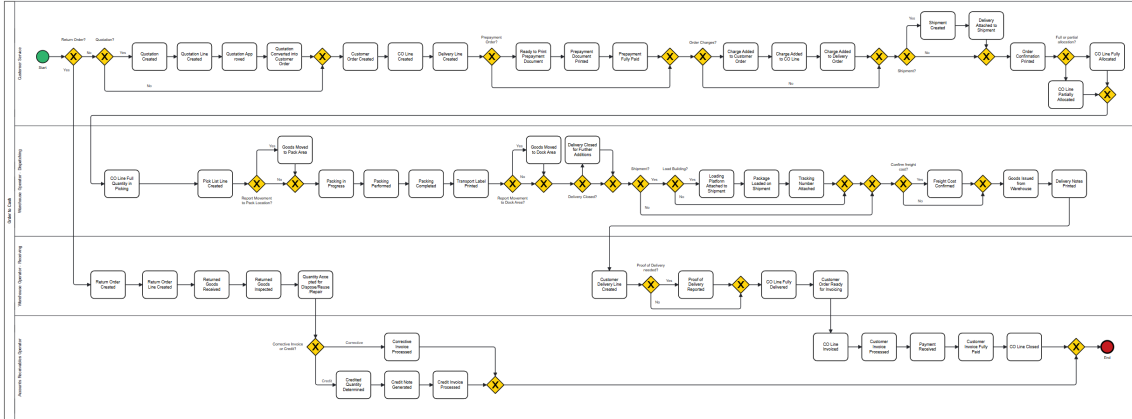 Order to Cash
Customer Service
Start
Return Order?
No
Yes
Quotation?
Yes
No
Quotation
Created
Quotation Line
Created
Quotation App
roved
Quotation
Converted into
Customer
Order
Customer
Order Created
CO Line
Created
Delivery Line
Created
Prepayment
Order?
Ready to Print
Prepayment
Document
Prepayment
Document
Printed
Prepayment
Fully Paid
Order Charges?
No
Charge Added
to Customer
Order
Charge Added
to CO Line
Charge Added
to Delivery
Order
Shipment?
Yes
No
Shipment
Created
Delivery
Attached to
Shipment
Order
Confirmation
Printed
Full or partial
allocation?
CO Line Fully
Allocated
CO Line
Partially
Allocated
Warehouse Operator - Dispatching
CO Line Full
Quantity in
Picking
Pick List Line
Created
Report Movement
to Pack Location?
Yes
No
Goods Moved
to Pack Area
Packing in
Progress
Packing
Performed
Packing
Completed
Transport Label
Printed
Report Movement
to Dock Area?
Yes
No
Goods Moved
to Dock Area
Delivery Closed?
Delivery Closed
for Further
Additions
Shipment?
Yes
No
Load Building?
Yes
No
Loading
Platform
Attached to
Shipment
Package
Loaded on
Shipment
Tracking
Number
Attached
Confirm freight
cost?
Yes
No
Freight Cost
Confirmed
Goods Issued
from
Warehouse
Delivery Notes
Printed
Warehouse Operator - Receiving
Return Order
Created
Return Order
Line Created
Returned
Goods
Received
Returned
Goods
Inspected
Quantity Acce
pted for
Dispose/Reuse
/Repair
Customer
Delivery Line
Created
Proof of Delivery
needed?
Yes
No
Proof of
Delivery
Reported
CO Line Fully
Delivered
Customer
Order Ready
for Invoicing
Accounts Receivables Operator
Corrective Invoice
or Credit?
Corrective
Credit
Corrective
Invoice
Processed
Credited
Quantity
Determined
Credit Note
Generated
Credit Invoice
Processed
CO Line
Invoiced
Customer
Invoice
Processed
Payment
Received
Customer
Invoice Fully
Paid
CO Line Closed
End